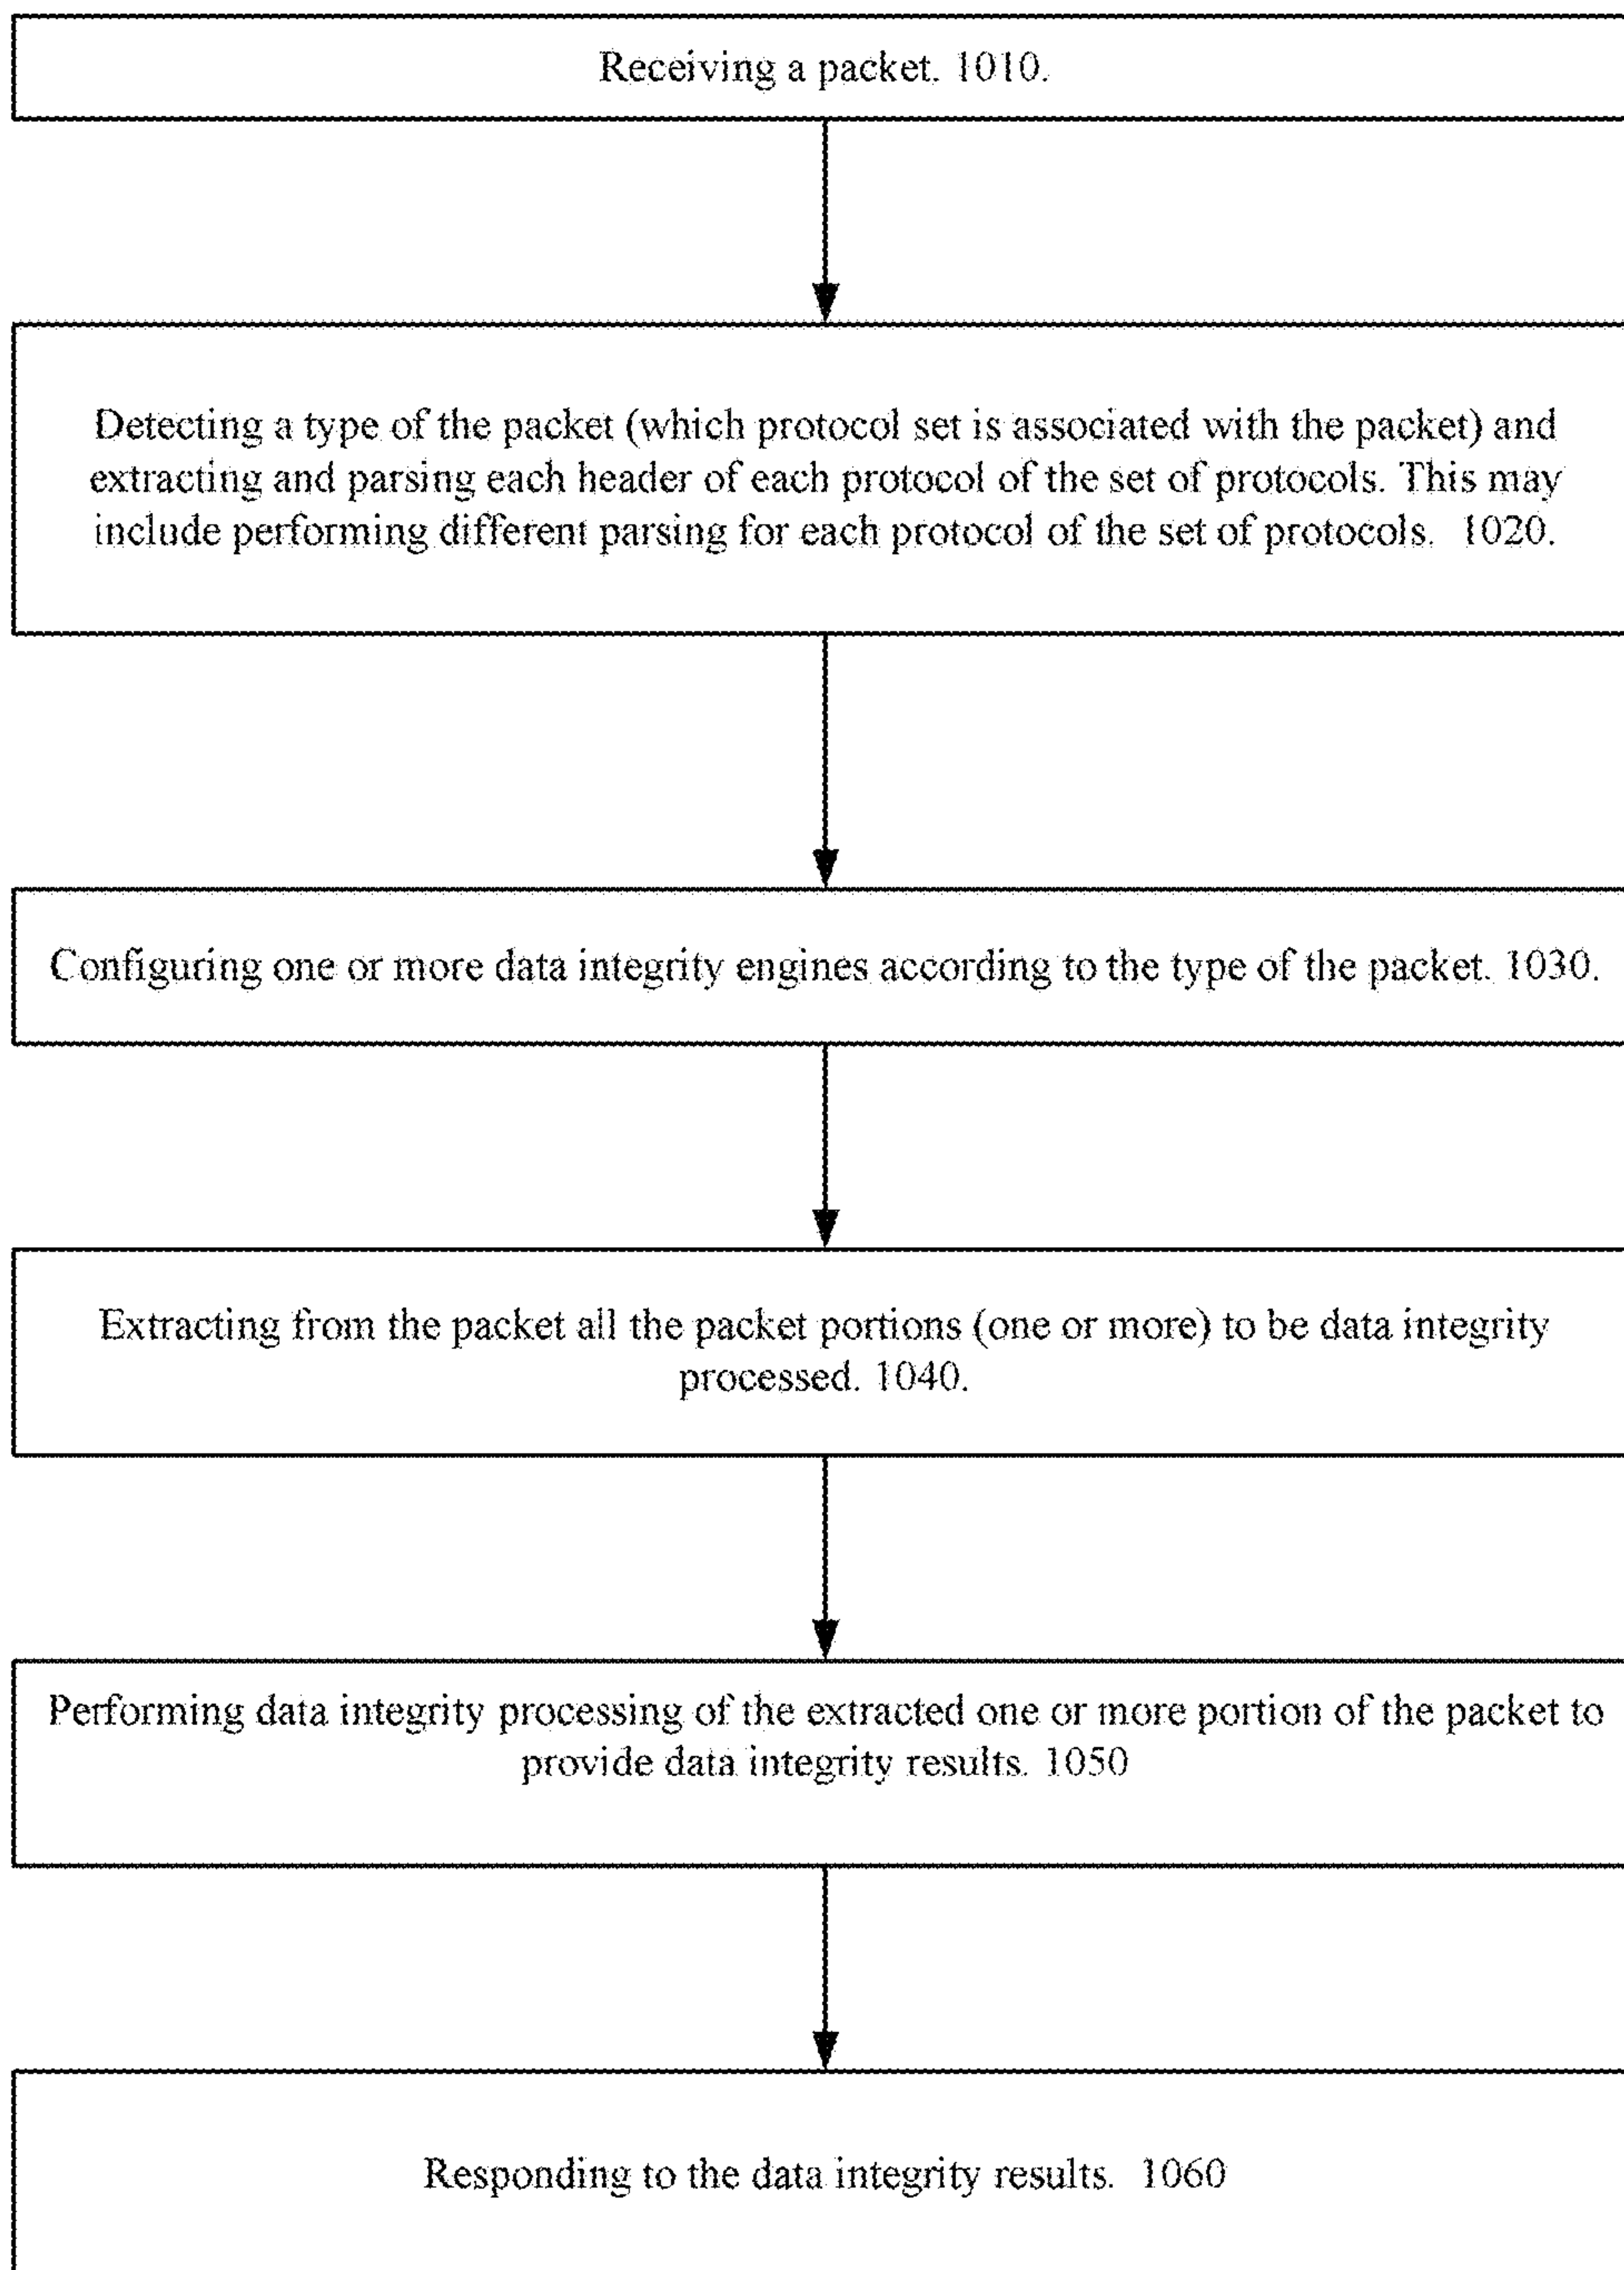 Receiving a packet. 1010.
Detecting a type of the packet (which protocol set is associated with the packet) and
extracting and parsing each header of each protocol of the set of protocols. This may
include performing different parsing for each protocol of the set of protocols. 1020.
Configuring one or more data integrity engines according to the type of the packet. 1030.
Extracting from the packet all the packet portions (one or more) to be data integrity
processed. 1040.
Performing data integrity processing of the extracted one or more portion of the packet to
provide data integrity results. 1050
Responding to the data integrity results. 1060